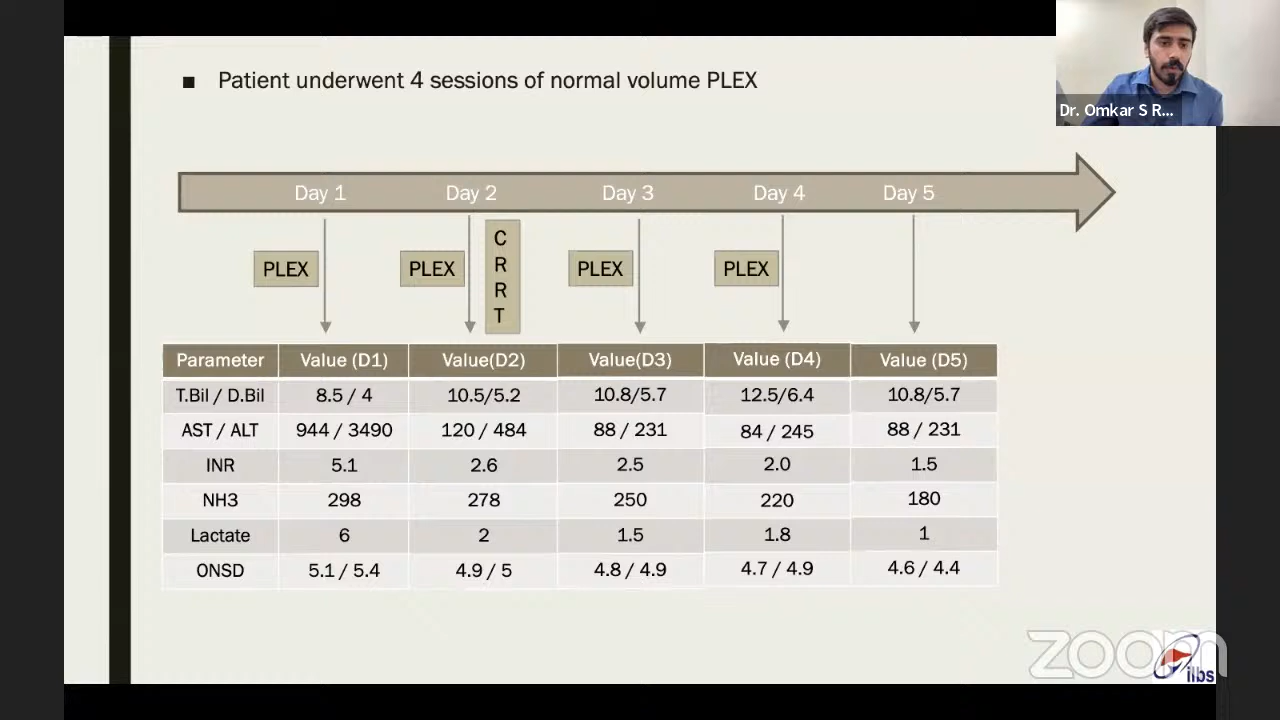 ■ Patient underwent 4 sessions of normal volume PLEX
Dr. Omkar S R...
Day 1 Day 2 Day 3 Day 4 Day 5
PLEX PLEX CRRT PLEX PLEX
Parameter Value (D1) Value(D2) Value(D3) Value (D4) Value (D5)
T.Bil / D.Bil 8.5 / 4 10.5/5.2 10.8/5.7 12.5/6.4 10.8/5.7
AST / ALT 944 / 3490 120 / 484 88 / 231 84 / 245 88 / 231
INR 5.1 2.6 2.5 2.0 1.5
NH3 298 278 250 220 180
Lactate 6 2 1.5 1.8 1
ONSD 5.1 / 5.4 4.9 / 5 4.8 / 4.9 4.7 / 4.9 4.6 / 4.4
zoom
ilbs